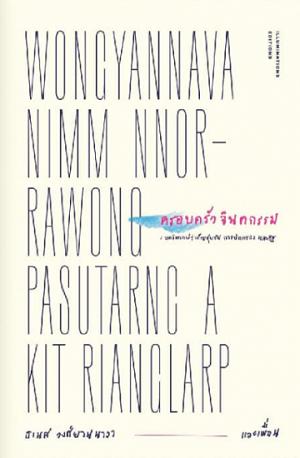 ILLUMINATIONS
EDITIONS
WONGYANNAVA
NIMM NNOR-
RAWONG
ครอบครัวจินตกรรม
PASUTARNC A
KIT RIANGLARP
ธเนศ วงศ์ยานนาวา
และเพื่อน